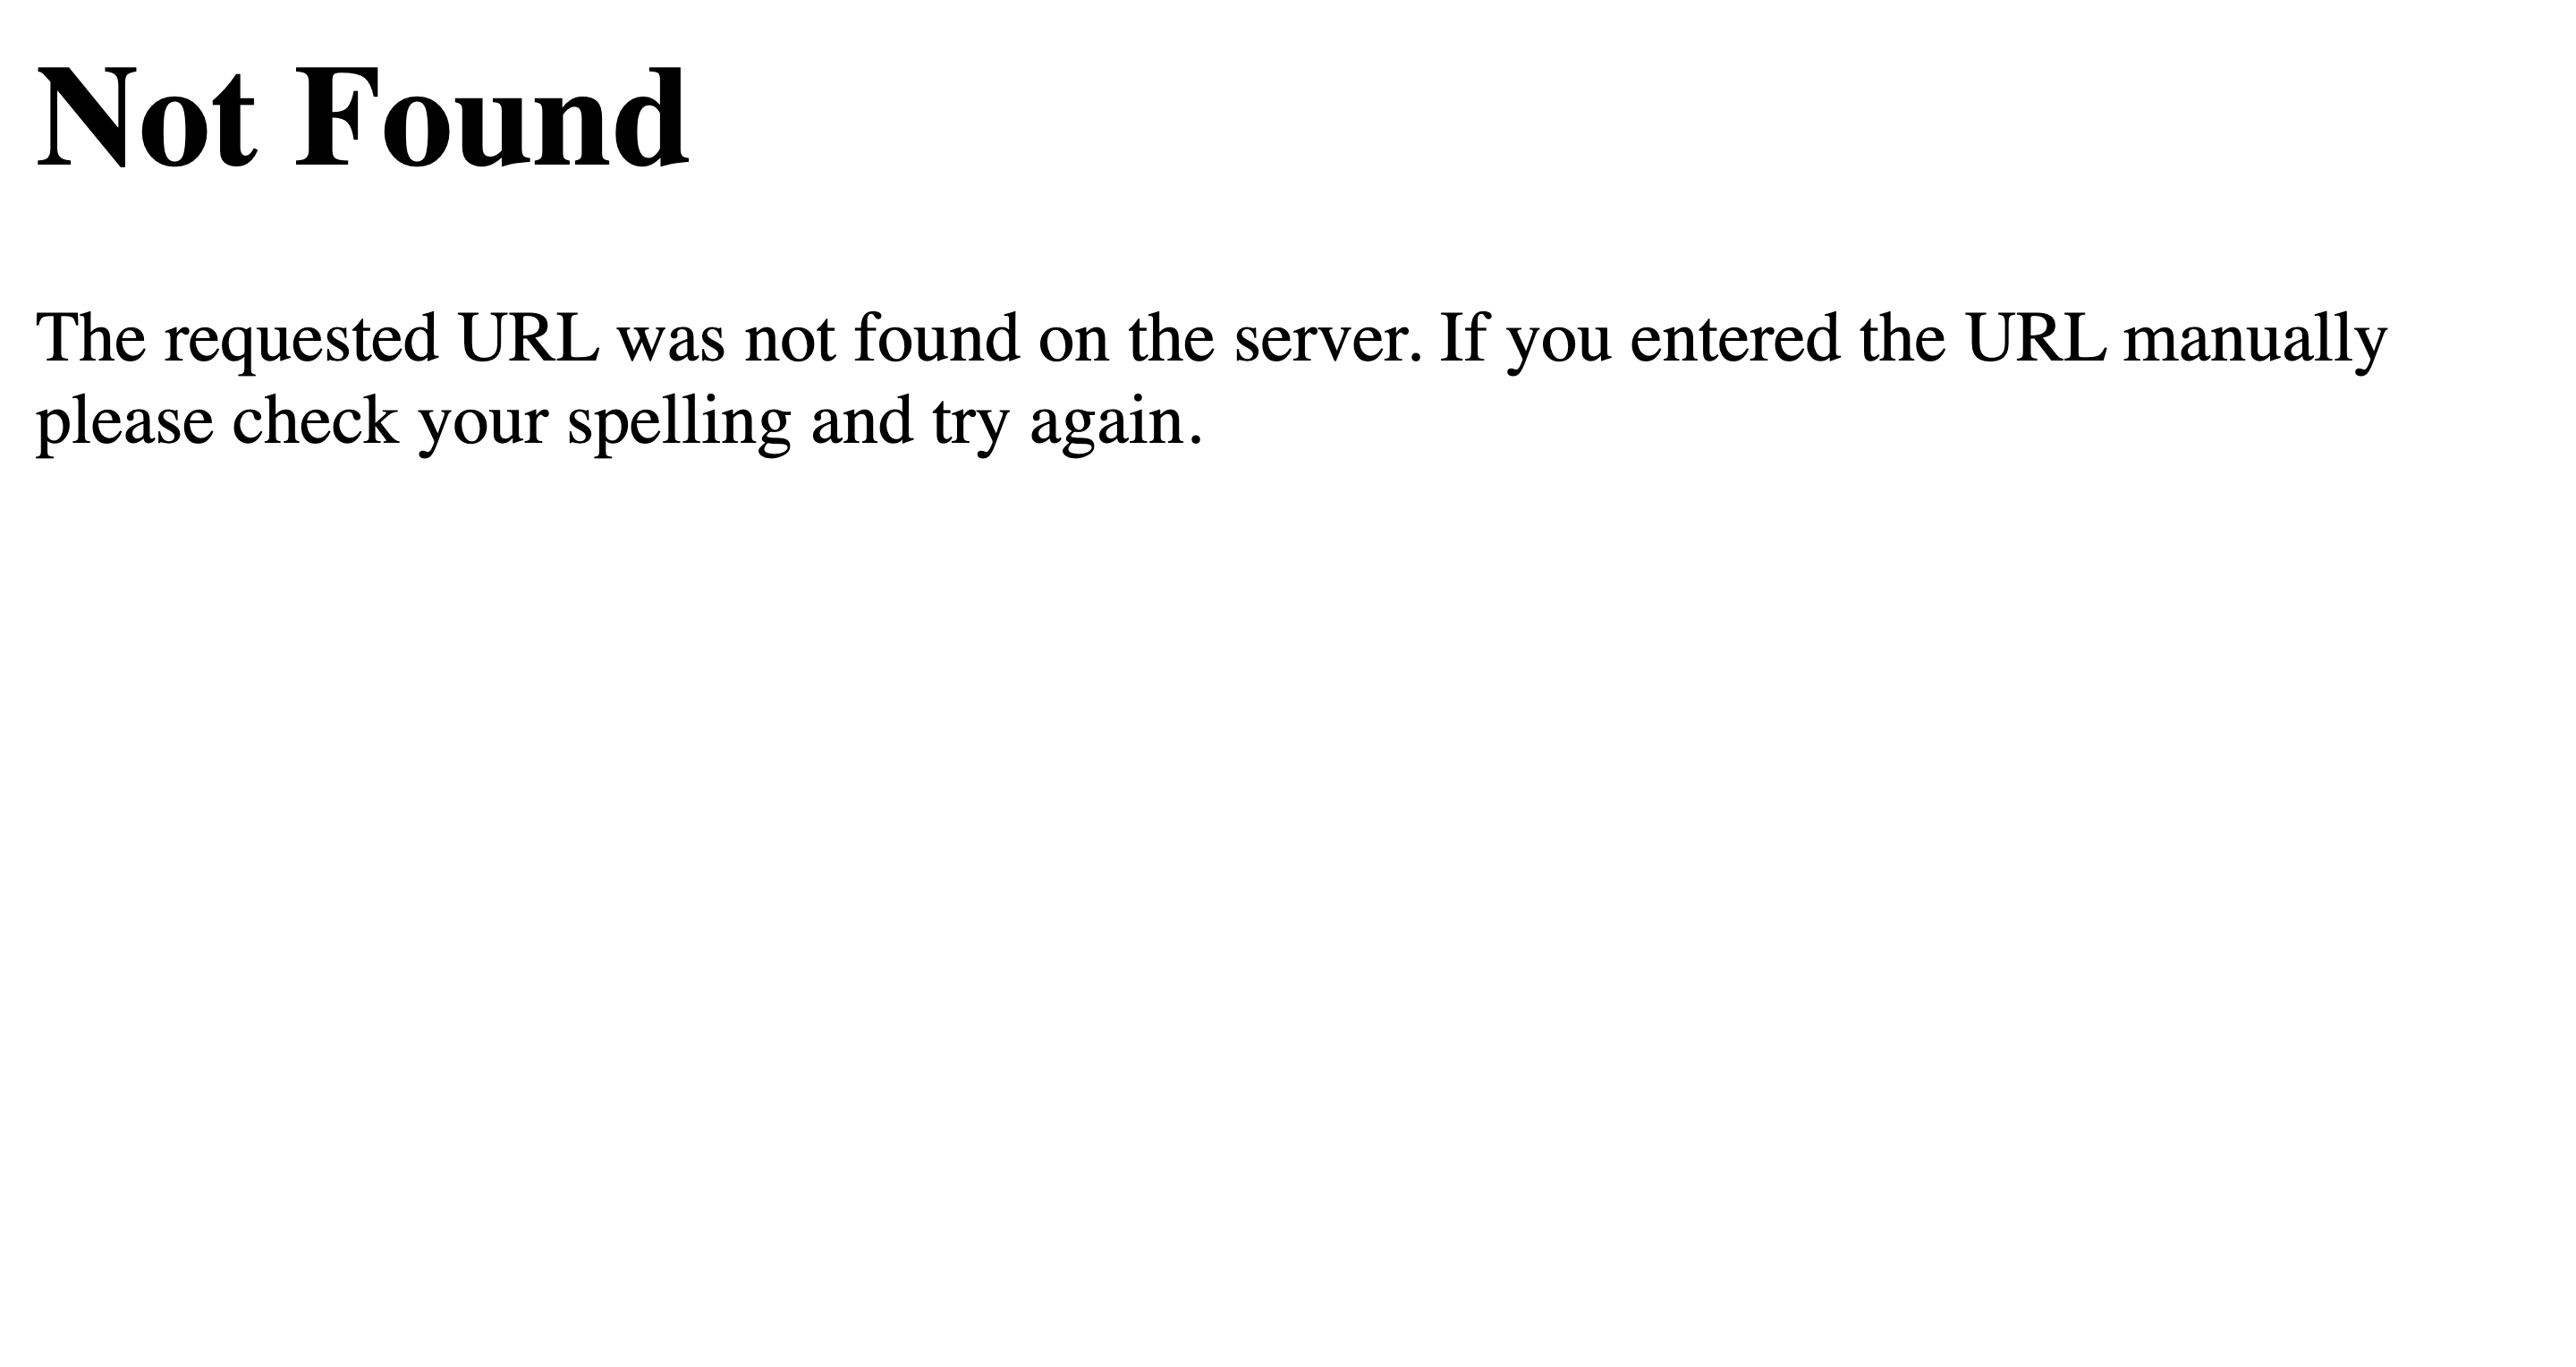 Not Found
The requested URL was not found on the server. If you entered the URL manually
please check your spelling and try again.